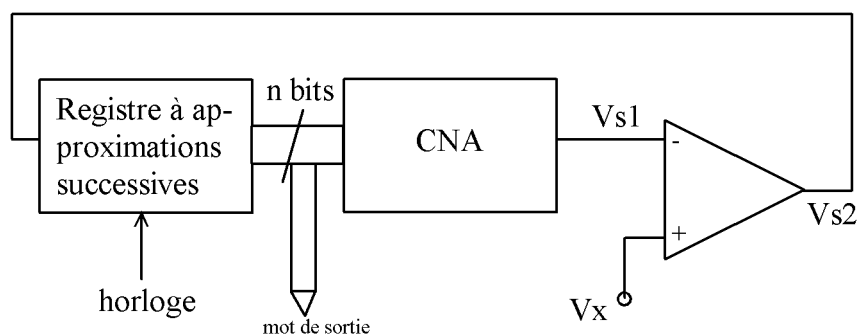 Registre à ap-
proximations
successives
n bits
CNA
Vs1
-
+
Vs2
Vx
horloge
mot de sortie